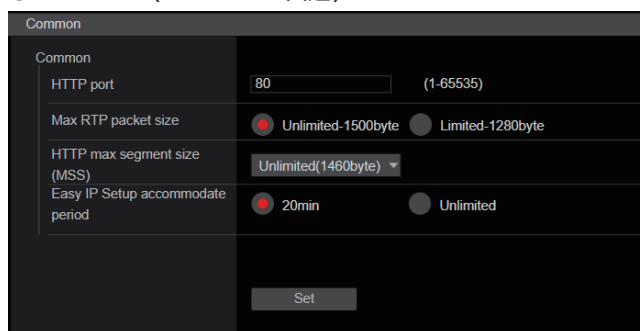 Common
Common
HTTP port 80 (1-65535)
Max RTP packet size Unlimited-1500byte Limited-1280byte
HTTP max segment size
(MSS) Unlimited(1460byte)
Easy IP Setup accommodate
period 20min Unlimited
Set